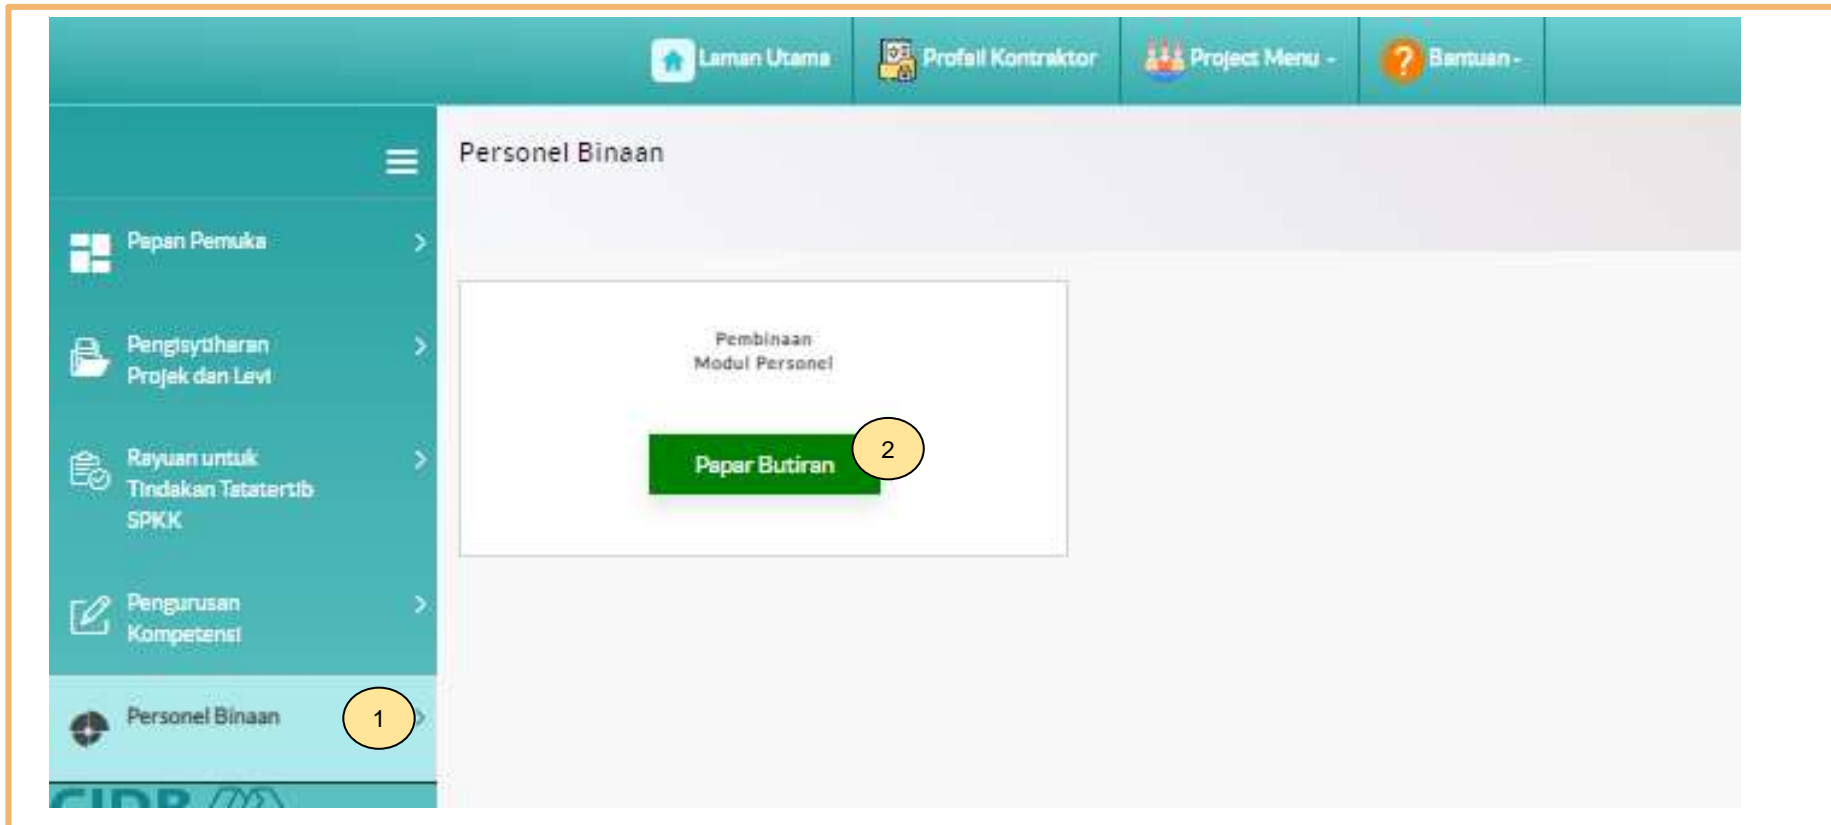 Laman Utama
Profail Kontraktor
Project Menu -
Bantuan -
Personel Binaan
Papan Pemuka
Pengisytiharan
Projek dan Levi
Rayuan untuk
Tindakan Tatatertib
SPKK
Pengurusan
Kompetensi
Personel Binaan
1
CIDB
Pembinaan
Modul Personel
Papar Butiran
2